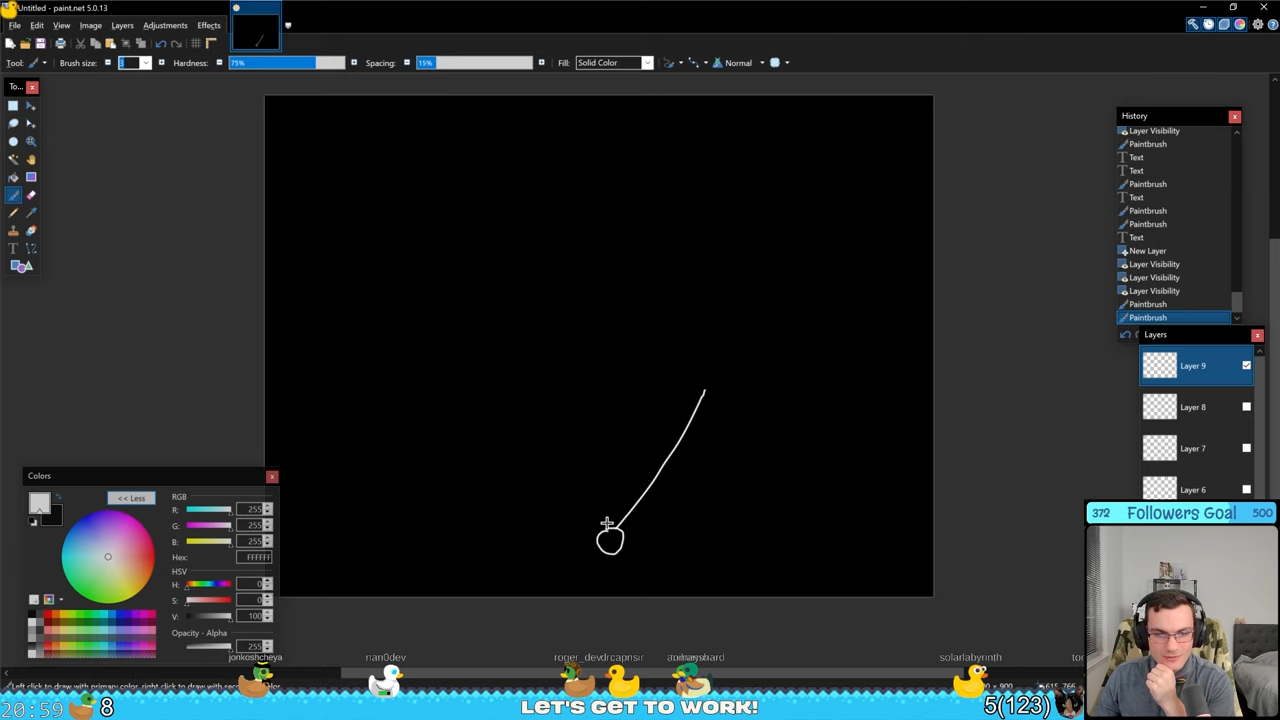 Untitled - paint.net 5.0.13
File Edit View Image Layers Adjustments Effects
Tool: Brush size: Hardness: 75% Spacing: 15% Fill: Solid Color Normal
To...
History
Layer Visibility
Paintbrush
Text
Text
Paintbrush
Text
Paintbrush
Paintbrush
Text
New Layer
Layer Visibility
Layer Visibility
Layer Visibility
Paintbrush
Paintbrush
Layers
Layer 9
Layer 8
Layer 7
Layer 6
Colors
<< Less
RGB
R: 255
G: 255
B: 255
Hex: FFFFFF
HSV
H: 0
S: 0
V: 100
Opacity - Alpha
255
372 Followers Goal 500
jonkoshcheya nan0dev solarlabyrinth
20:59 8 LET'S GET TO WORK! 5(123)